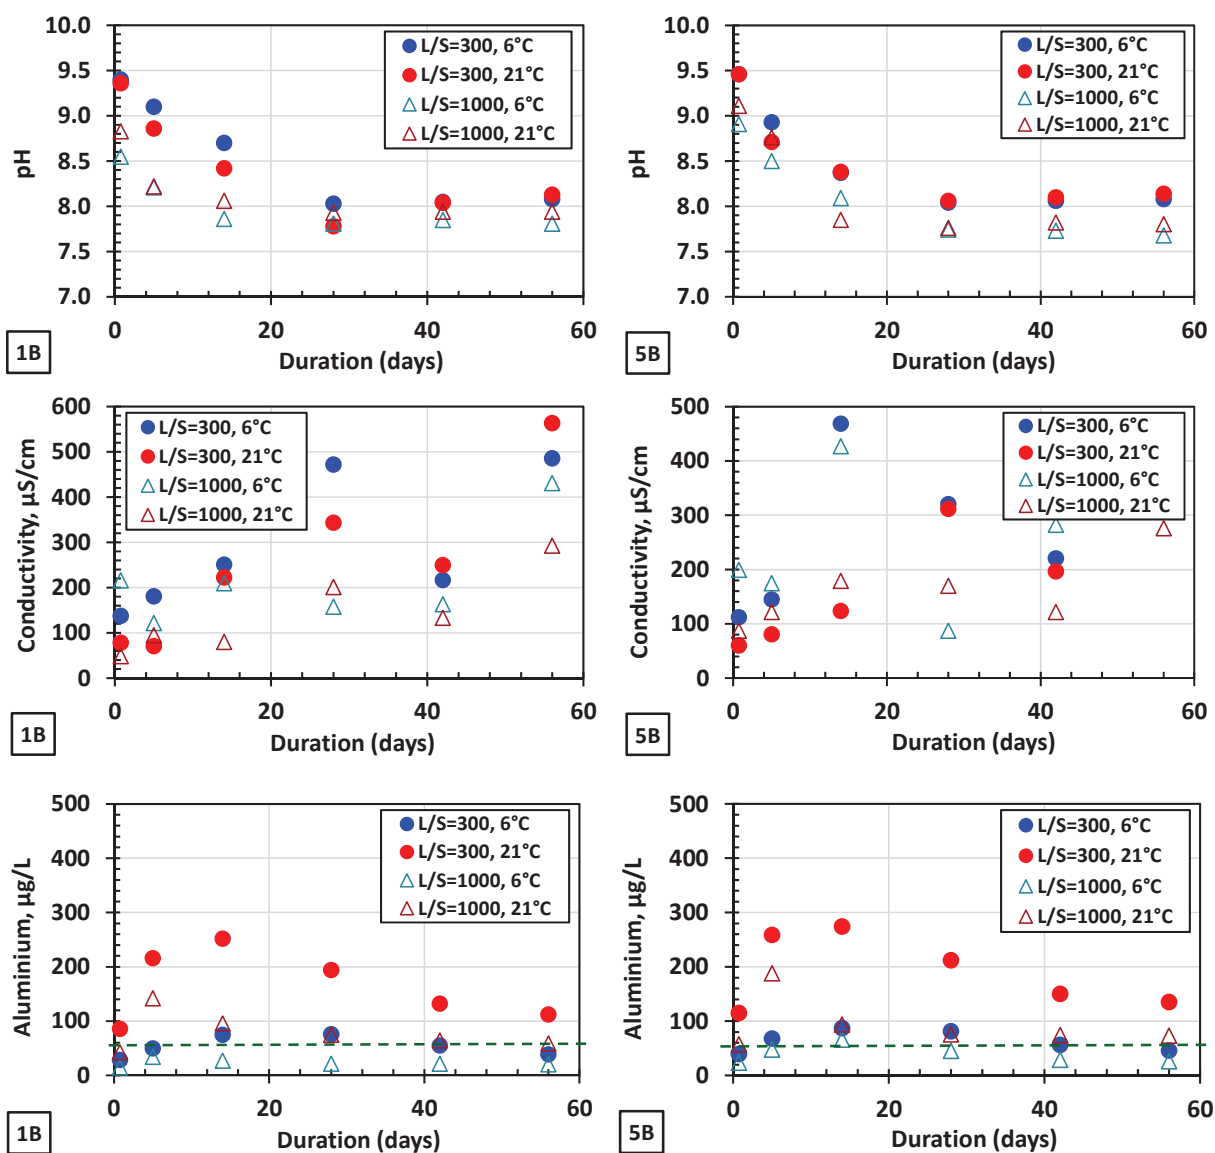 10.0
9.5
9.0
8.5
8.0
7.5
7.0
pH
L/S=300, 6°C
L/S=300, 21°C
L/S=1000, 6°C
L/S=1000, 21°C
0
20
40
60
Duration (days)
1B
10.0
9.5
9.0
8.5
8.0
7.5
7.0
pH
L/S=300, 6°C
L/S=300, 21°C
L/S=1000, 6°C
L/S=1000, 21°C
0
20
40
60
Duration (days)
5B
600
500
400
300
200
100
0
Conductivity, µS/cm
L/S=300, 6°C
L/S=300, 21°C
L/S=1000, 6°C
L/S=1000, 21°C
0
20
40
60
Duration (days)
1B
500
400
300
200
100
0
Conductivity, µS/cm
L/S=300, 6°C
L/S=300, 21°C
L/S=1000, 6°C
L/S=1000, 21°C
0
20
40
60
Duration (days)
5B
500
400
300
200
100
0
Aluminium, µg/L
L/S=300, 6°C
L/S=300, 21°C
L/S=1000, 6°C
L/S=1000, 21°C
0
20
40
60
Duration (days)
1B
500
400
300
200
100
0
Aluminium, µg/L
L/S=300, 6°C
L/S=300, 21°C
L/S=1000, 6°C
L/S=1000, 21°C
0
20
40
60
Duration (days)
5B